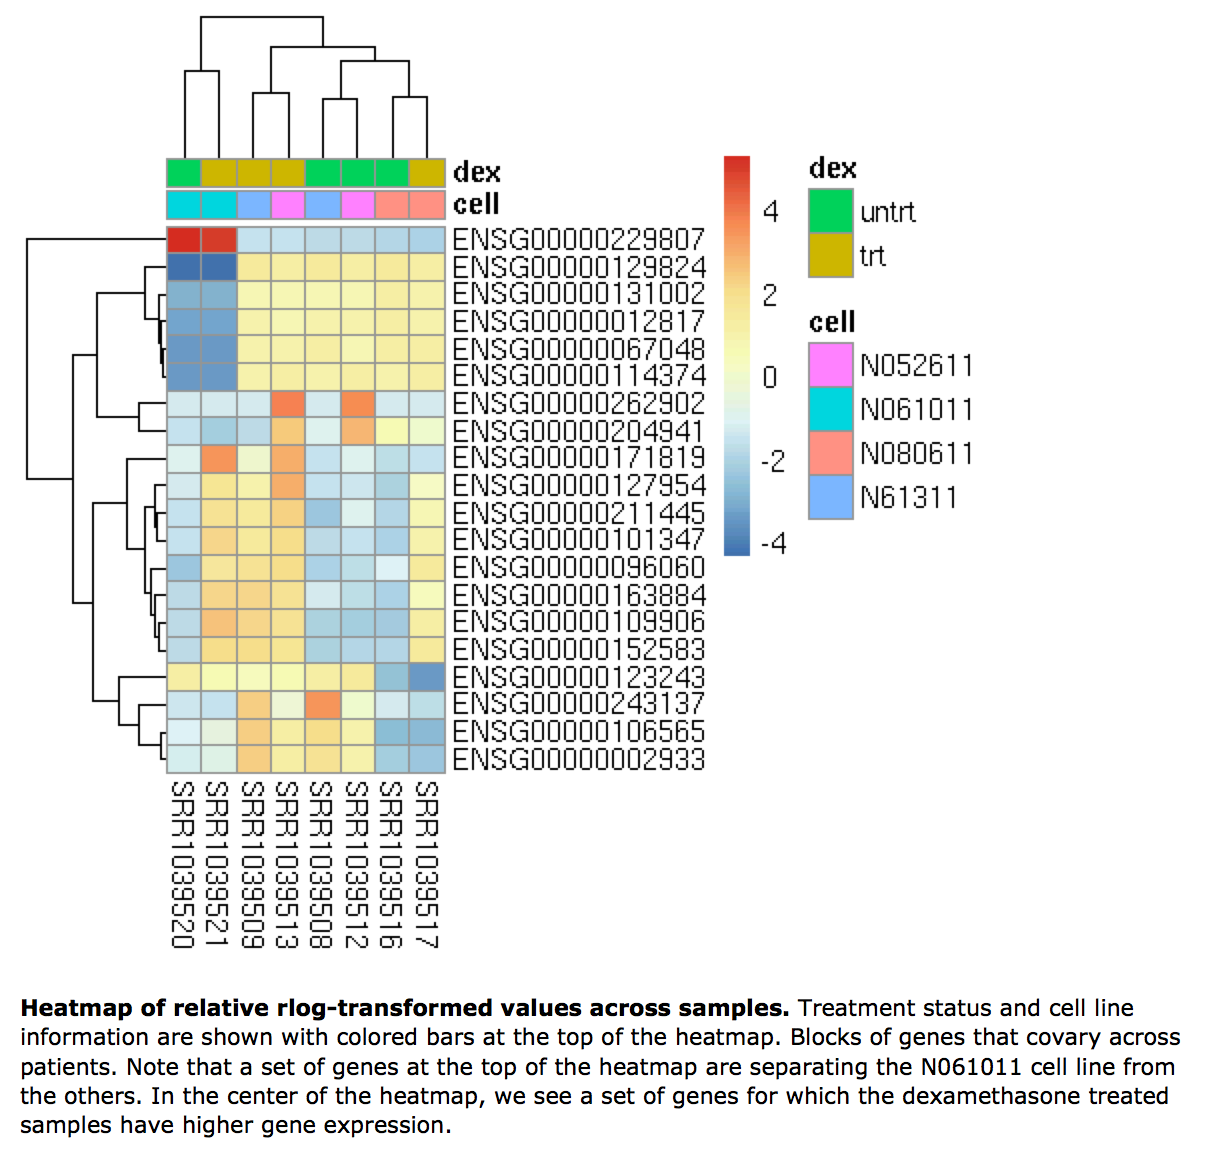 dex
cell
ENSG00000229807
ENSG00000129824
ENSG00000131002
ENSG00000012817
ENSG00000067048
ENSG00000114374
ENSG00000262902
ENSG00000204941
ENSG00000171819
ENSG00000127954
ENSG00000211445
ENSG00000101347
ENSG00000096060
ENSG00000163884
ENSG00000109906
ENSG00000152583
ENSG00000123243
ENSG00000243137
ENSG00000106565
ENSG00000002933
SRR1039520
SRR1039521
SRR1039509
SRR1039513
SRR1039508
SRR1039512
SRR1039516
SRR1039517
4
2
0
-2
-4
dex
untrt
trt
cell
N052611
N061011
N080611
N61311
Heatmap of relative rlog-transformed values across samples. Treatment status and cell line
information are shown with colored bars at the top of the heatmap. Blocks of genes that covary across
patients. Note that a set of genes at the top of the heatmap are separating the N061011 cell line from
the others. In the center of the heatmap, we see a set of genes for which the dexamethasone treated
samples have higher gene expression.